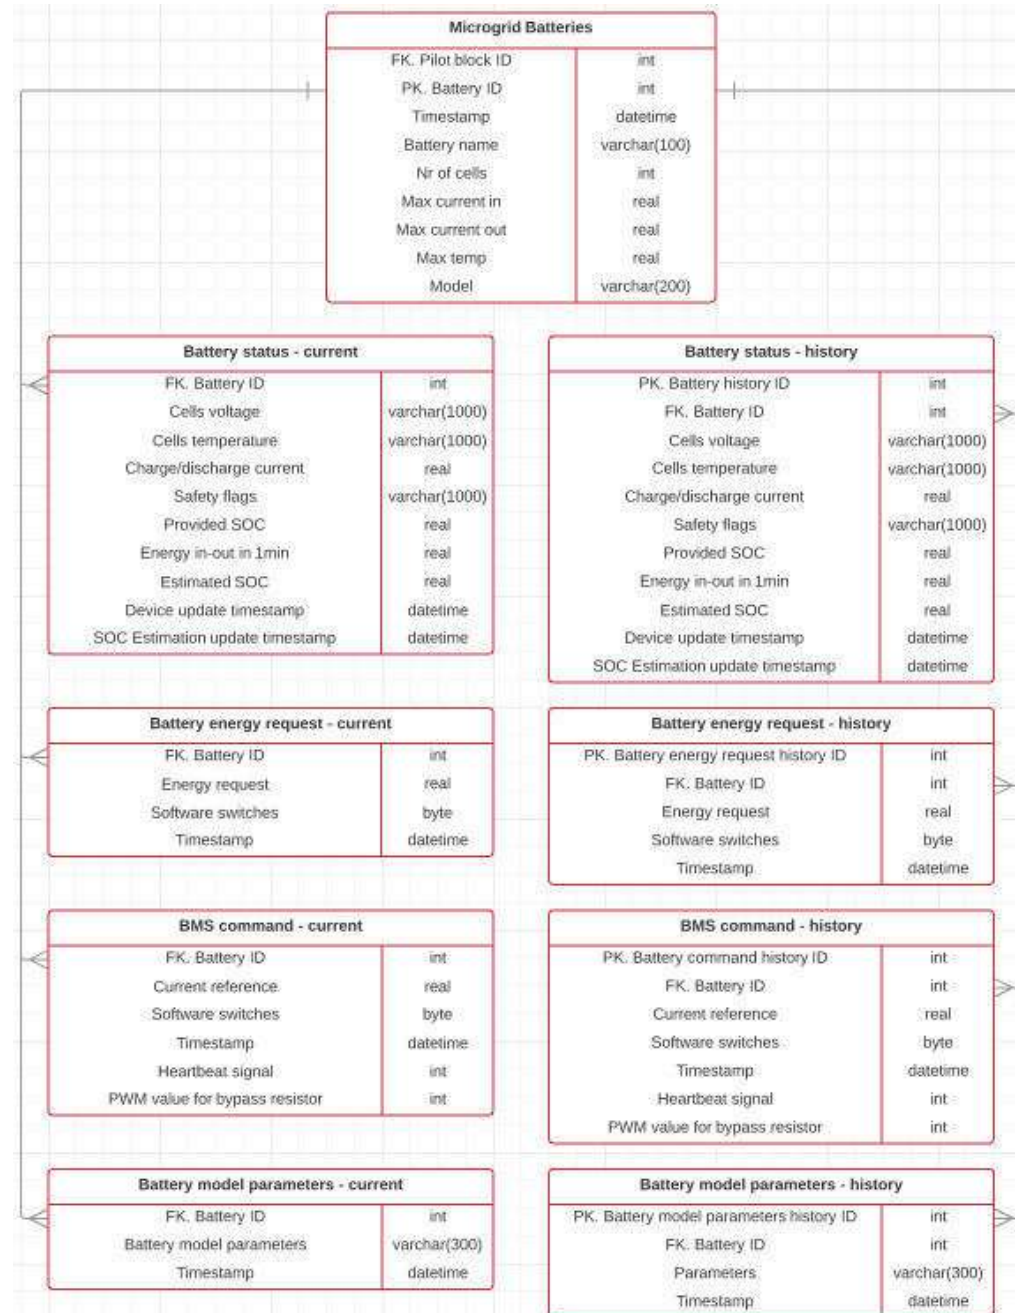 Microgrid Batteries
FK. Pilot block ID int
PK. Battery ID int
Timestamp datetime
Battery name varchar(100)
Nr of cells int
Max current in real
Max current out real
Max temp real
Model varchar(200)
Battery status - current
FK. Battery ID int
Cells voltage varchar(1000)
Cells temperature varchar(1000)
Charge/discharge current real
Safety flags varchar(1000)
Provided SOC real
Energy in-out in 1min real
Estimated SOC real
Device update timestamp datetime
SOC Estimation update timestamp datetime
Battery status - history
PK. Battery history ID int
FK. Battery ID int
Cells voltage varchar(1000)
Cells temperature varchar(1000)
Charge/discharge current real
Safety flags varchar(1000)
Provided SOC real
Energy in-out in 1min real
Estimated SOC real
Device update timestamp datetime
SOC Estimation update timestamp datetime
Battery energy request - current
FK. Battery ID int
Energy request real
Software switches byte
Timestamp datetime
Battery energy request - history
PK. Battery energy request history ID int
FK. Battery ID int
Energy request real
Software switches byte
Timestamp datetime
BMS command - current
FK. Battery ID int
Current reference real
Software switches byte
Timestamp datetime
Heartbeat signal int
PWM value for bypass resistor int
BMS command - history
PK. Battery command history ID int
FK. Battery ID int
Current reference real
Software switches byte
Timestamp datetime
Heartbeat signal int
PWM value for bypass resistor int
Battery model parameters - current
FK. Battery ID int
Battery model parameters varchar(300)
Timestamp datetime
Battery model parameters - history
PK. Battery model parameters history ID int
FK. Battery ID int
Parameters varchar(300)
Timestamp datetime